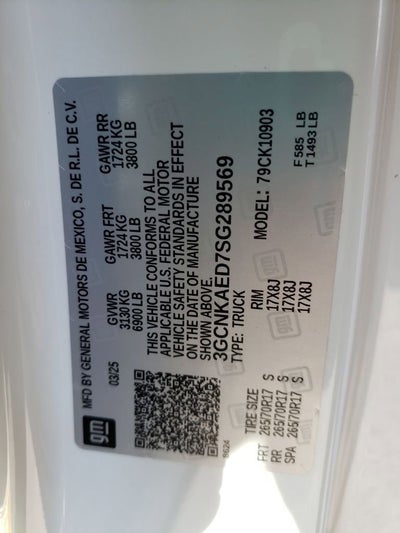 gm
MFD BY GENERAL MOTORS DE MEXICO, S. DE R.L. DE C.V.
03/25 GVWR GAWR FRT GAWR RR
3130 KG 1724 KG 1724 KG
6900 LB 3800 LB 3800 LB
THIS VEHICLE CONFORMS TO ALL
APPLICABLE U.S. FEDERAL MOTOR
VEHICLE SAFETY STANDARDS IN EFFECT
ON THE DATE OF MANUFACTURE
SHOWN ABOVE.
3GCNKAED7SG289569
TYPE: TRUCK MODEL: 79CK10903
8624
TIRE SIZE RIM
FRT 265/70R17 S 17X8J F 585 LB
RR 265/70R17 S 17X8J T 1493 LB
SPA 265/70R17 S 17X8J